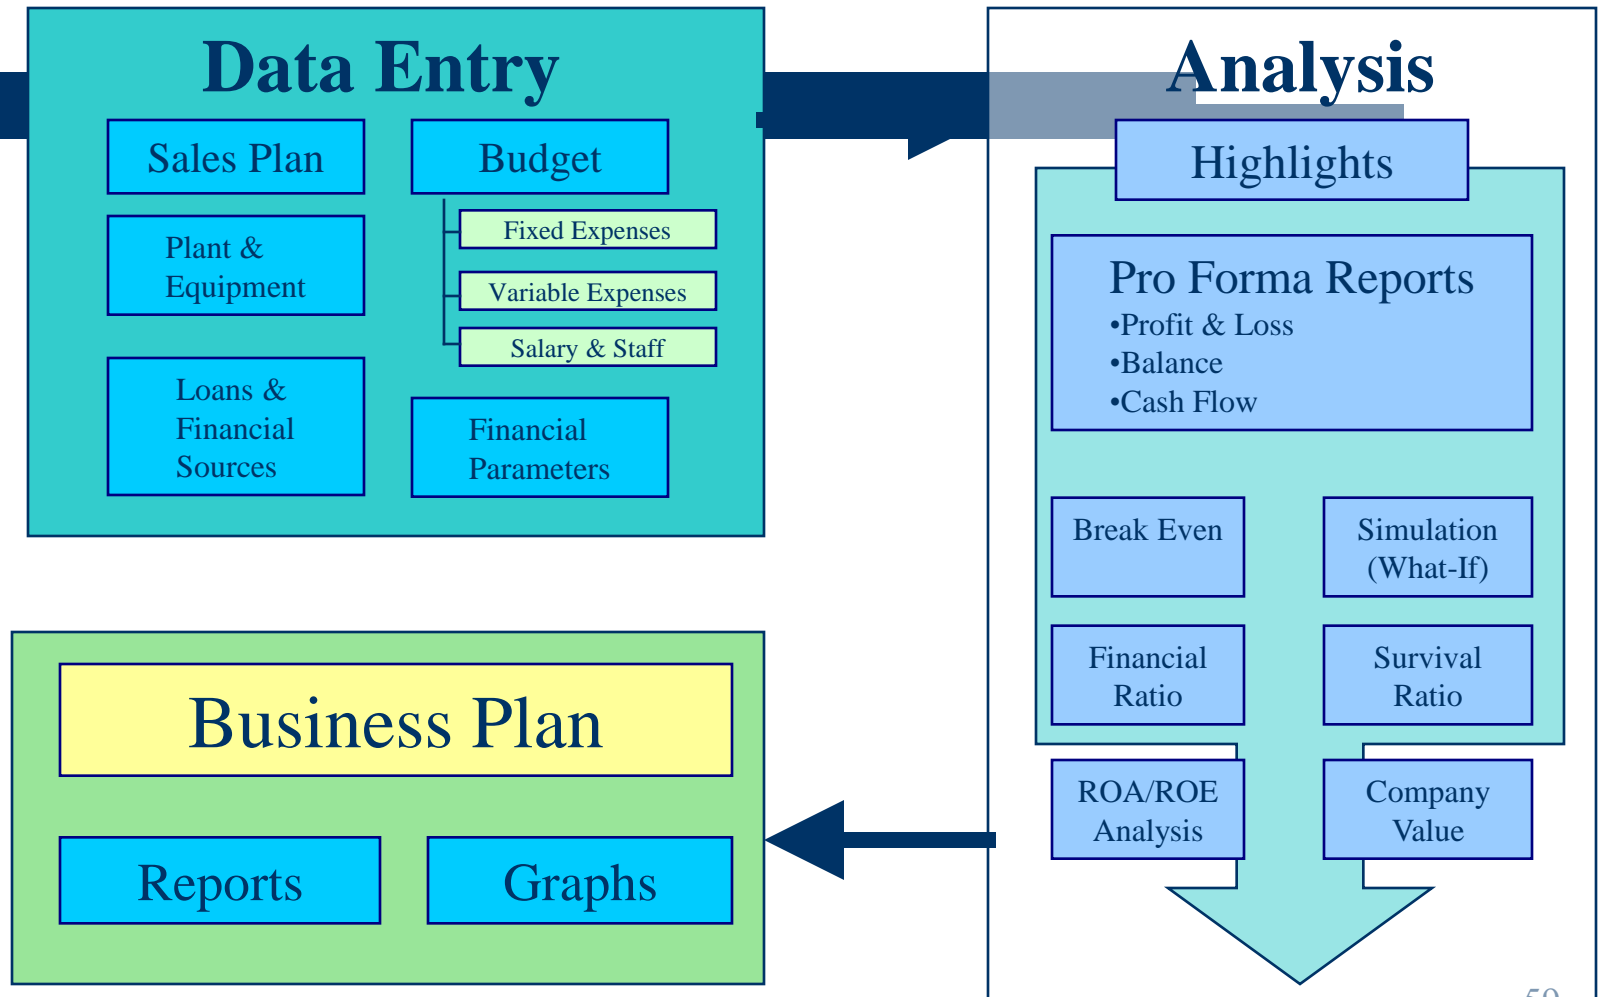 Data Entry
Sales Plan
Budget
Plant &
Equipment
Fixed Expenses
Variable Expenses
Salary & Staff
Loans &
Financial
Sources
Financial
Parameters
Analysis
Highlights
Pro Forma Reports
•Profit & Loss
•Balance
•Cash Flow
Break Even
Simulation
(What-If)
Financial
Ratio
Survival
Ratio
ROA/ROE
Analysis
Company
Value
Business Plan
Reports
Graphs